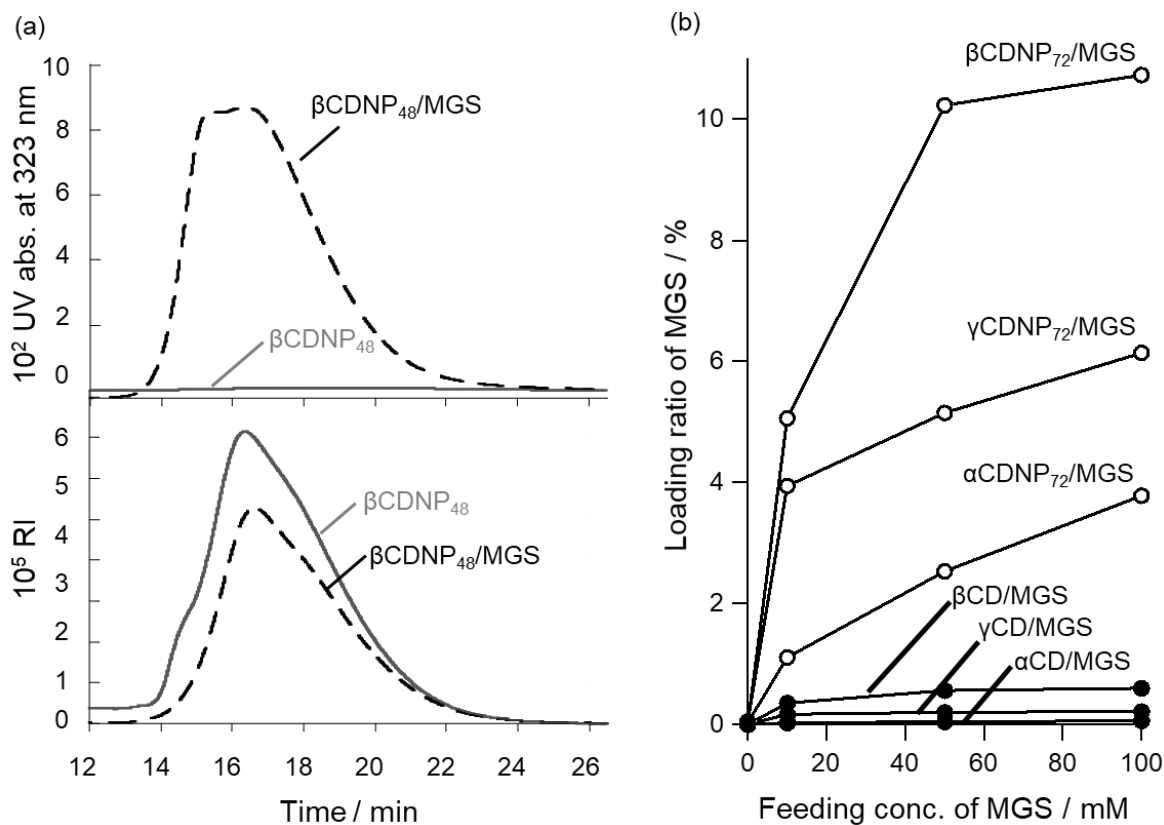 (a)
10² UV abs. at 323 nm
10
8
6
4
2
0
βCDNP₄₈/MGS
βCDNP₄₈
10⁵ RI
6
5
4
3
2
1
0
βCDNP₄₈
βCDNP₄₈/MGS
12 14 16 18 20 22 24 26
Time / min
(b)
Loading ratio of MGS / %
10
8
6
4
2
0
βCDNP₇₂/MGS
γCDNP₇₂/MGS
αCDNP₇₂/MGS
βCD/MGS
γCD/MGS
αCD/MGS
0 20 40 60 80 100
Feeding conc. of MGS / mM